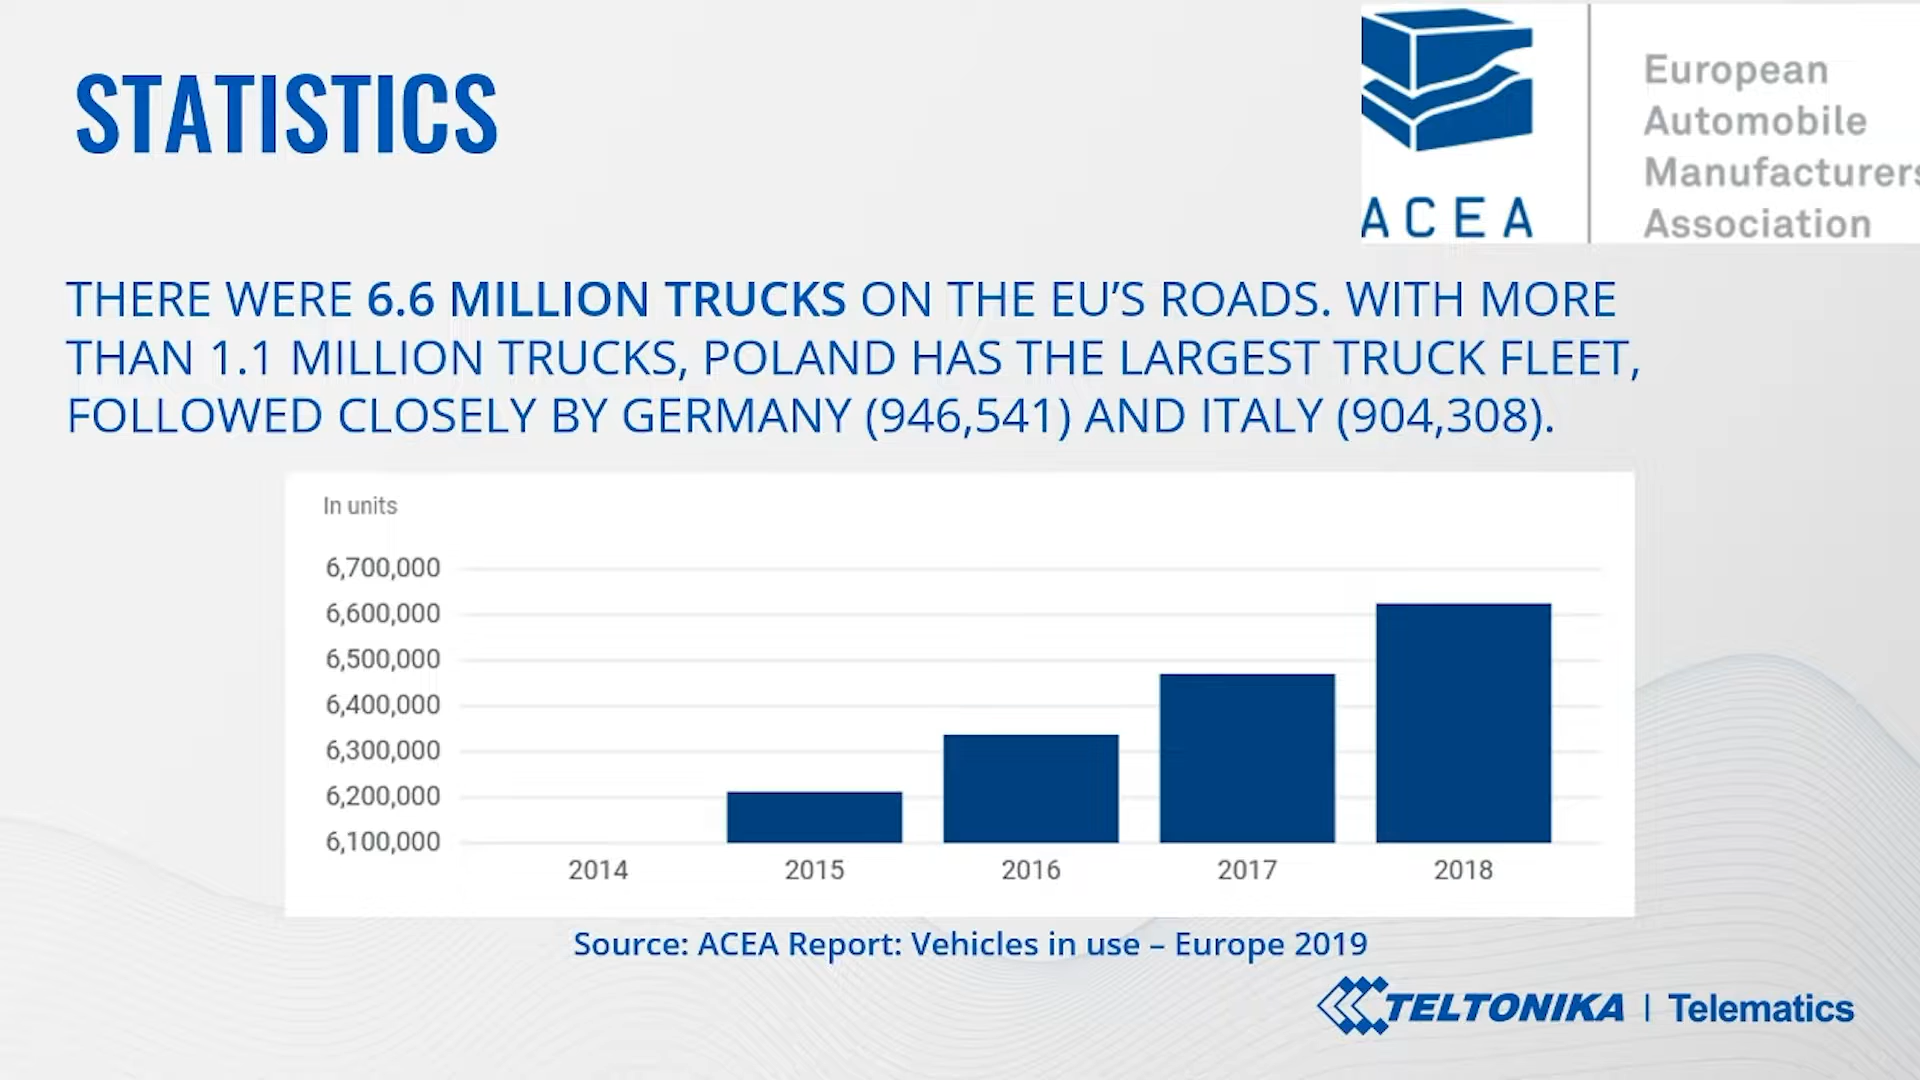 STATISTICS
ACEA
European
Automobile
Manufacturers
Association
THERE WERE 6.6 MILLION TRUCKS ON THE EU'S ROADS. WITH MORE
THAN 1.1 MILLION TRUCKS, POLAND HAS THE LARGEST TRUCK FLEET,
FOLLOWED CLOSELY BY GERMANY (946,541) AND ITALY (904,308).
In units
6,700,000
6,600,000
6,500,000
6,400,000
6,300,000
6,200,000
6,100,000
2014 2015 2016 2017 2018
Source: ACEA Report: Vehicles in use – Europe 2019
TELTONIKA | Telematics